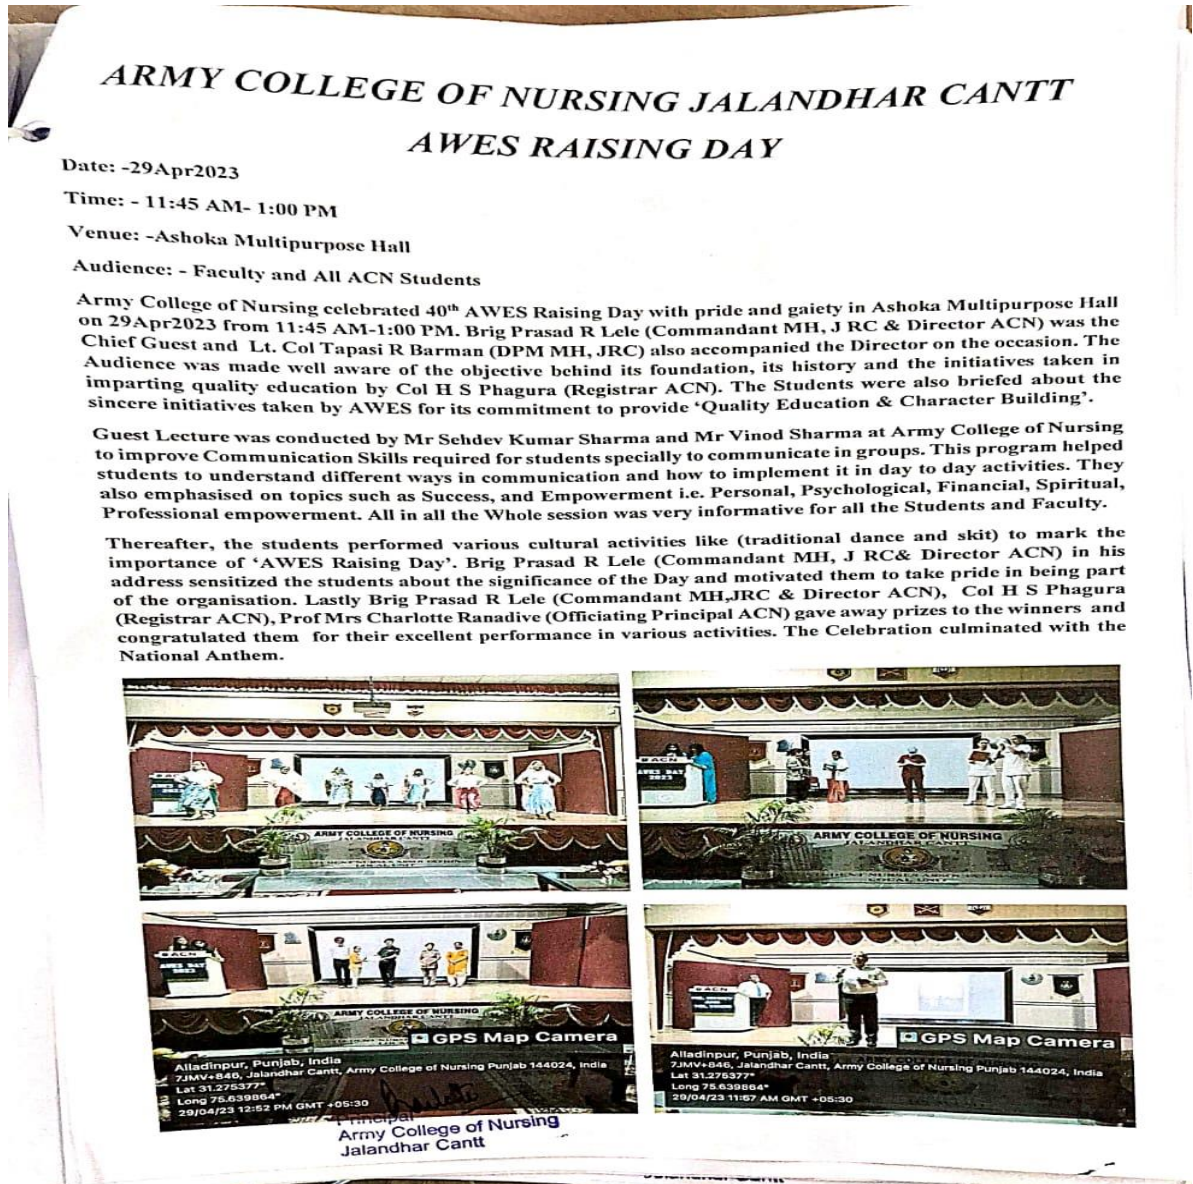 ARMY COLLEGE OF NURSING JALANDHAR CANTT
AWES RAISING DAY
Date: -29Apr2023
Time: - 11:45 AM- 1:00 PM
Venue: -Ashoka Multipurpose Hall
Audience: - Faculty and All ACN Students
Army College of Nursing celebrated 40th AWES Raising Day with pride and gaiety in Ashoka Multipurpose Hall
on 29Apr2023 from 11:45 AM-1:00 PM. Brig Prasad R Lele (Commandant MH, J RC & Director ACN) was the
Chief Guest and Lt. Col Tapasi R Barman (DPM MH, JRC) also accompanied the Director on the occasion. The
Audience was made well aware of the objective behind its foundation, its history and the initiatives taken in
imparting quality education by Col H S Phagura (Registrar ACN). The Students were also briefed about the
sincere initiatives taken by AWES for its commitment to provide ‘Quality Education & Character Building’.
Guest Lecture was conducted by Mr Sehdev Kumar Sharma and Mr Vinod Sharma at Army College of Nursing
to improve Communication Skills required for students specially to communicate in groups. This program helped
students to understand different ways in communication and how to implement it in day to day activities. They
also emphasised on topics such as Success, and Empowerment i.e. Personal, Psychological, Financial, Spiritual,
Professional empowerment. All in all the Whole session was very informative for all the Students and Faculty.
Thereafter, the students performed various cultural activities like (traditional dance and skit) to mark the
importance of ‘AWES Raising Day’. Brig Prasad R Lele (Commandant MH, J RC& Director ACN) in his
address sensitized the students about the significance of the Day and motivated them to take pride in being part
of the organisation. Lastly Brig Prasad R Lele (Commandant MH,JRC & Director ACN), Col H S Phagura
(Registrar ACN), Prof Mrs Charlotte Ranadive (Officiating Principal ACN) gave away prizes to the winners and
congratulated them for their excellent performance in various activities. The Celebration culminated with the
National Anthem.
ACN
ARMY COLLEGE OF NURSING
JALANDHAR CANTT
ACN
AWES DAY
2023
ARMY COLLEGE OF NURSING
JALANDHAR CANTT
ACN
AWES DAY
2023
ARMY COLLEGE OF NURSING
JALANDHAR CANTT
GPS Map Camera
Alladinpur, Punjab, India
7JMV+846, Jalandhar Cantt, Army College of Nursing Punjab 144024, India
Lat 31.275377°
Long 75.639864°
29/04/23 12:52 PM GMT +05:30
ACN
GPS Map Camera
Alladinpur, Punjab, India
7JMV+846, Jalandhar Cantt, Army College of Nursing Punjab 144024, India
Lat 31.275377°
Long 75.639864°
29/04/23 11:57 AM GMT +05:30
Principal
Army College of Nursing
Jalandhar Cantt